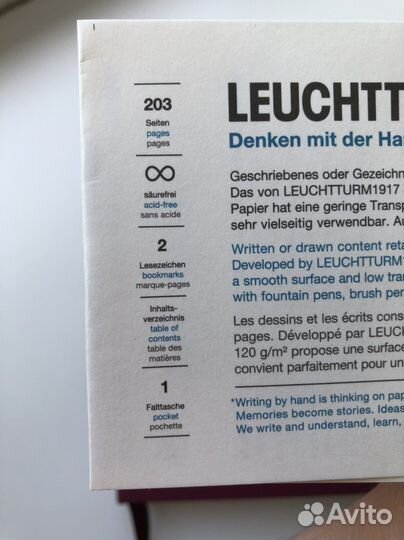 203
Seiten
pages
pages
∞
säurefrei
acid-free
sans acide
2
Lesezeichen
bookmarks
marque-pages
Inhalts-
verzeichnis
table of
contents
table des
matières
1
Falttasche
pocket
pochette
LEUCHTT
Denken mit der Ha
Geschriebenes oder Gezeichn
Das von LEUCHTTURM1917
Papier hat eine geringe Transp
sehr vielseitig verwendbar. Au
Written or drawn content reta
Developed by LEUCHTTURM1
a smooth surface and low tran
with fountain pens, brush per
Les dessins et les écrits cons
pages. Développé par LEUC
120 g/m² propose une surfac
convient parfaitement pour un
*Writing by hand is thinking on pap
Memories become stories. Ideas
We write and understand, learn,
Avito